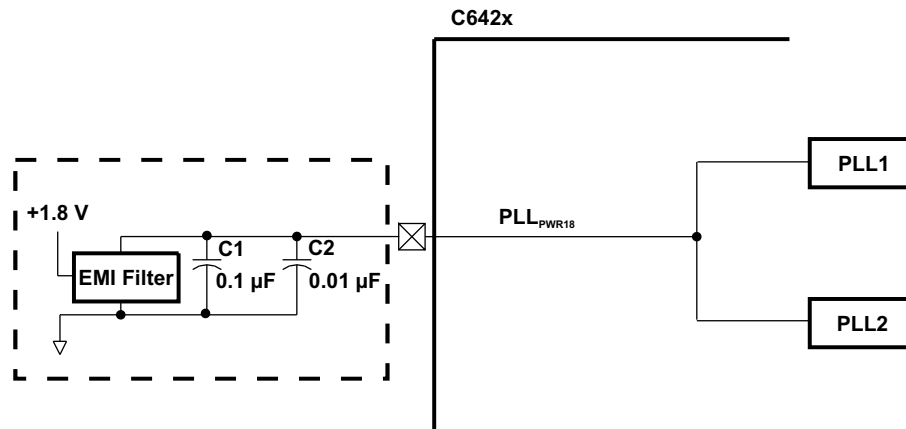 C642x
PLL1
+1.8 V
PLLPWR18
C1
C2
EMI Filter
0.1 µF
0.01 µF
PLL2